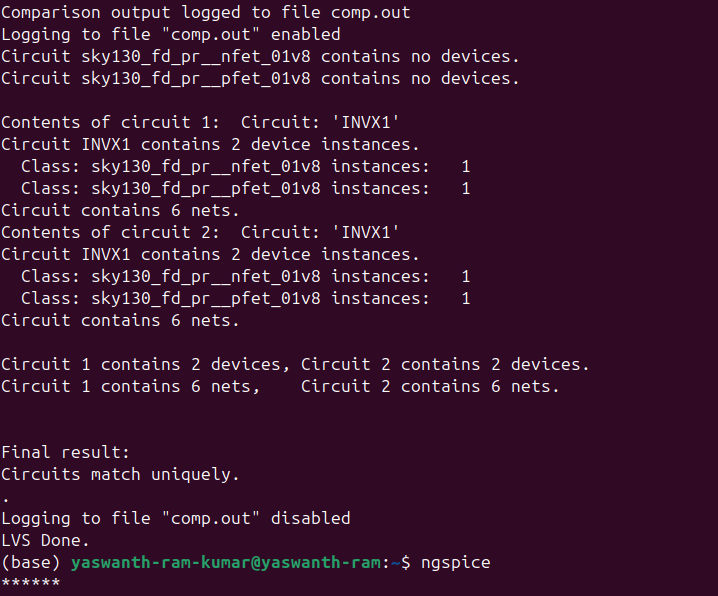 Comparison output logged to file comp.out
Logging to file "comp.out" enabled
Circuit sky130_fd_pr__nfet_01v8 contains no devices.
Circuit sky130_fd_pr__pfet_01v8 contains no devices.

Contents of circuit 1:  Circuit: 'INVX1'
Circuit INVX1 contains 2 device instances.
  Class: sky130_fd_pr__nfet_01v8 instances:   1
  Class: sky130_fd_pr__pfet_01v8 instances:   1
Circuit contains 6 nets.
Contents of circuit 2:  Circuit: 'INVX1'
Circuit INVX1 contains 2 device instances.
  Class: sky130_fd_pr__nfet_01v8 instances:   1
  Class: sky130_fd_pr__pfet_01v8 instances:   1
Circuit contains 6 nets.

Circuit 1 contains 2 devices, Circuit 2 contains 2 devices.
Circuit 1 contains 6 nets,    Circuit 2 contains 6 nets.


Final result:
Circuits match uniquely.
.
Logging to file "comp.out" disabled
LVS Done.
(base) yaswanth-ram-kumar@yaswanth-ram:~$ ngspice
******